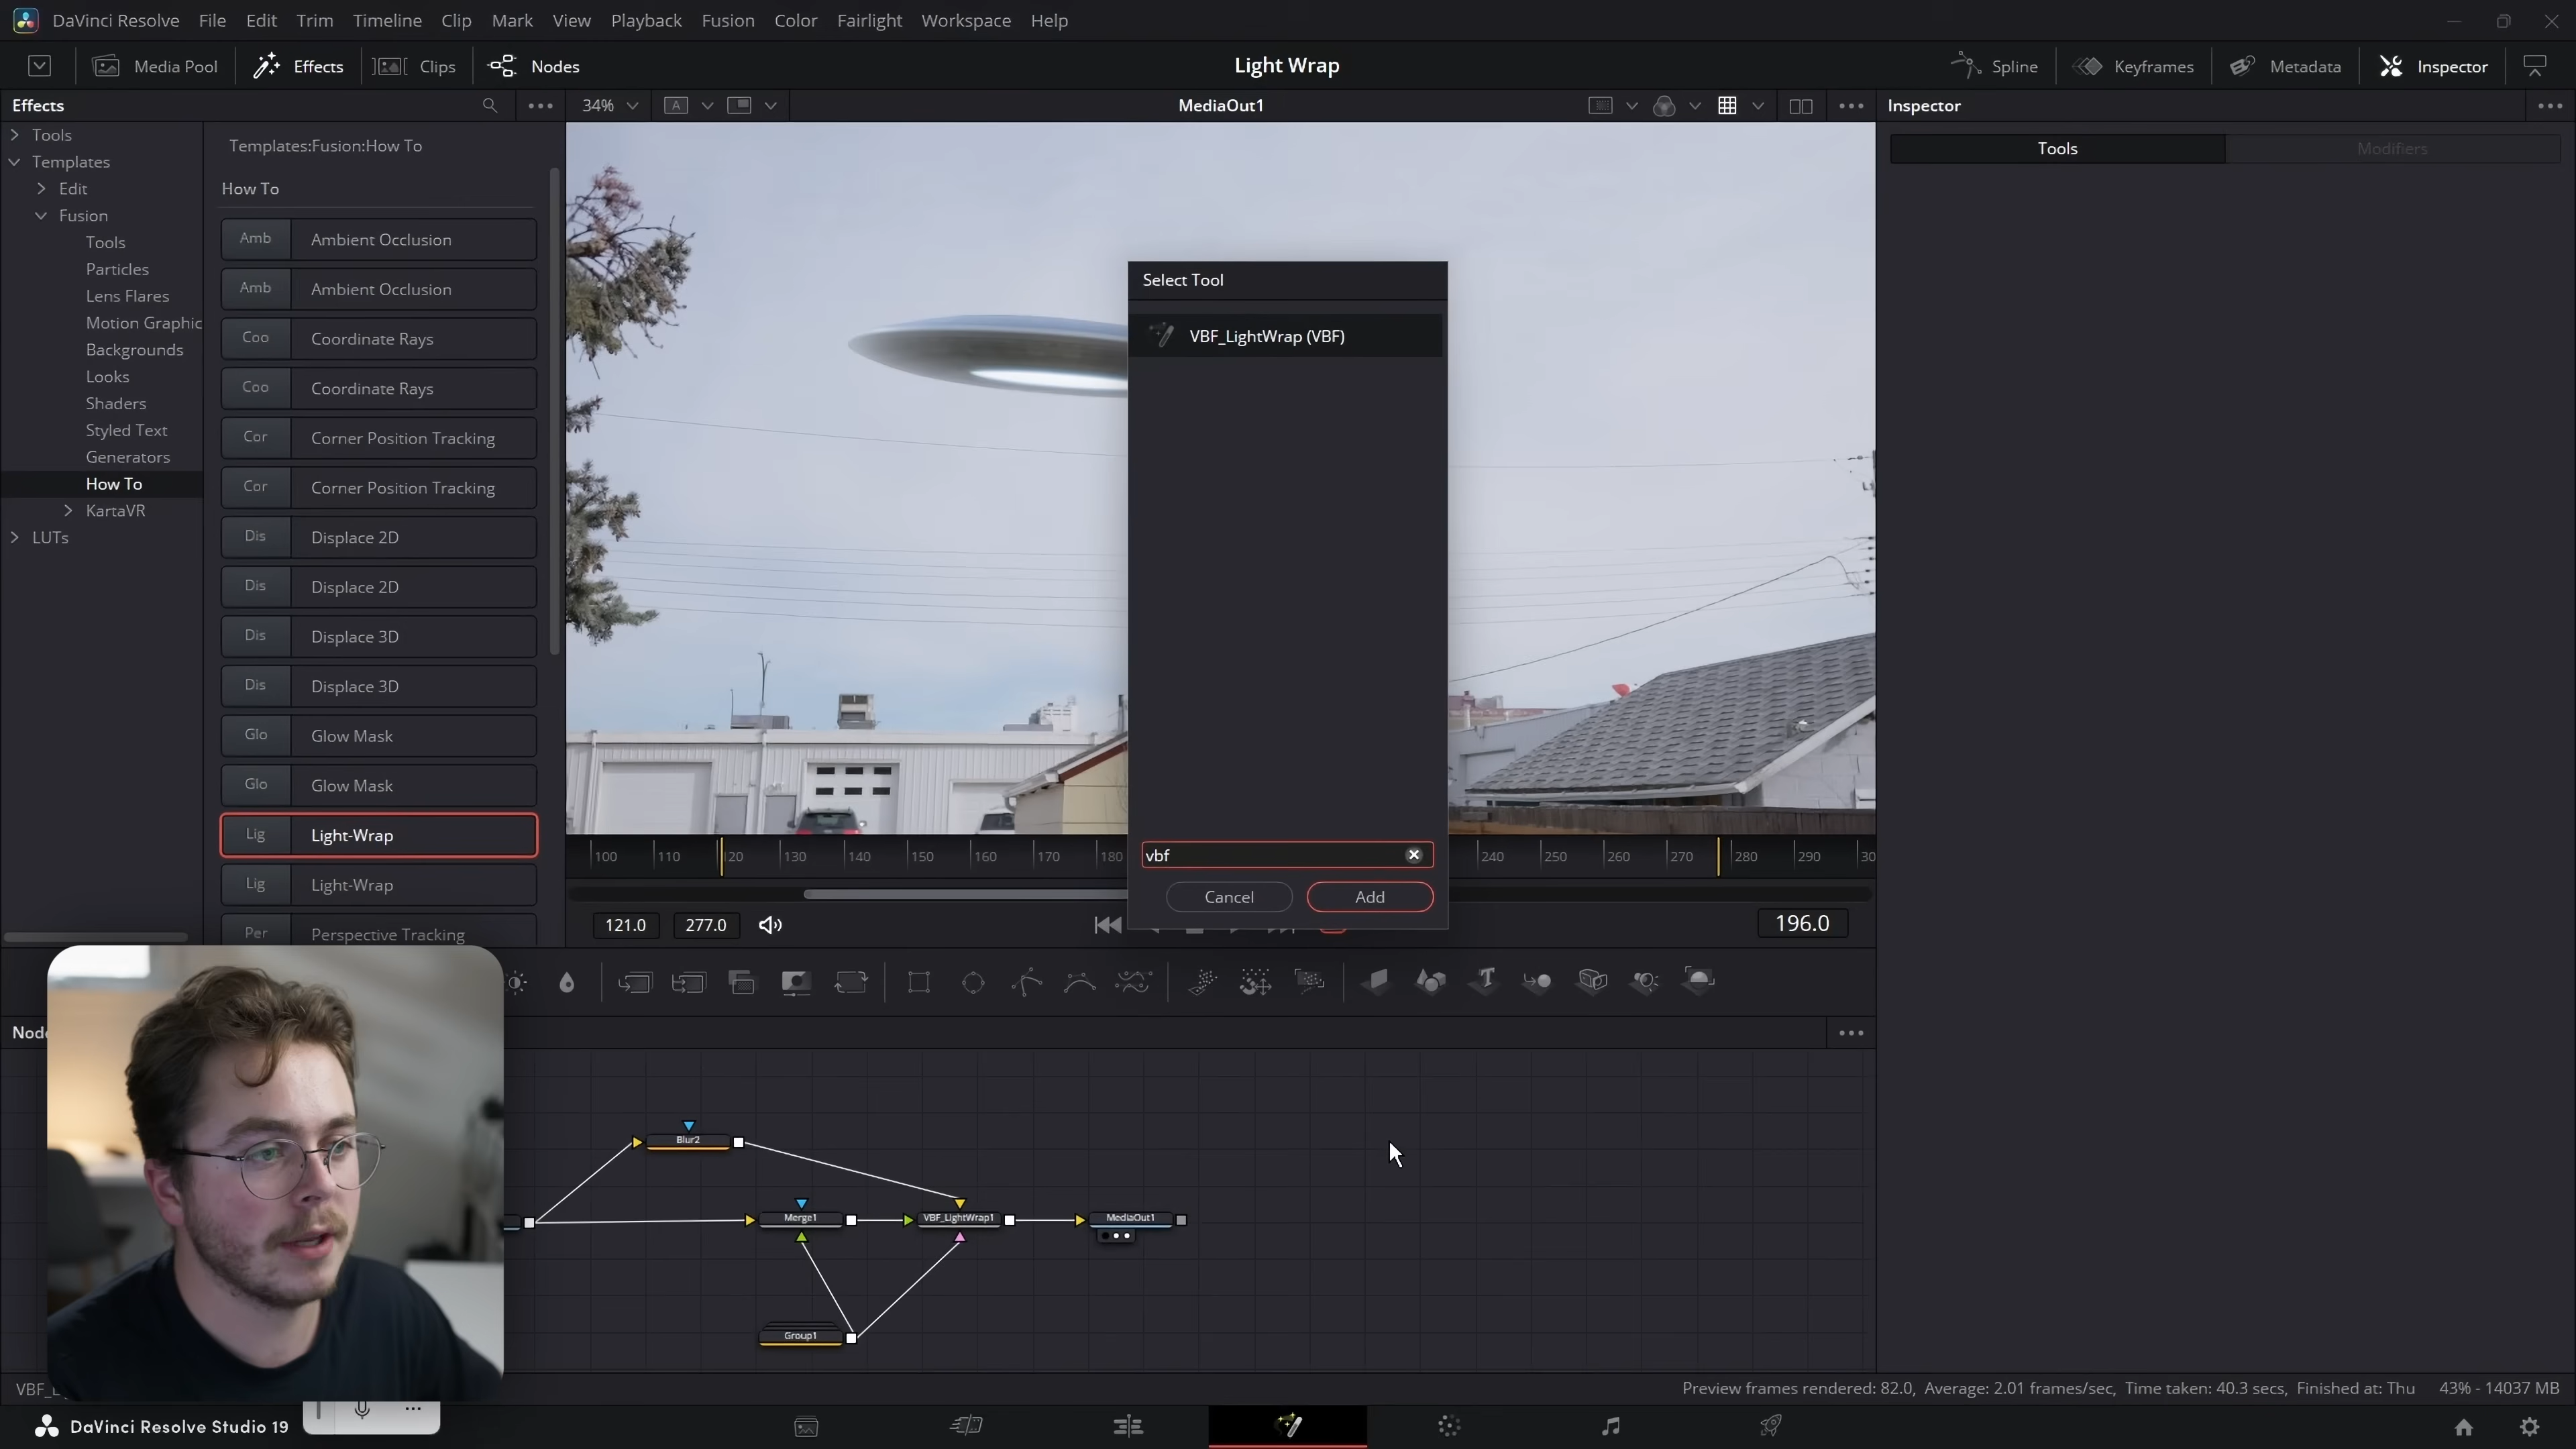 DaVinci Resolve File Edit Trim Timeline Clip Mark View Playback Fusion Color Fairlight Workspace Help
Media Pool Effects Clips Nodes Light Wrap Spline Keyframes Metadata Inspector
Effects 34% A MediaOut1 Inspector
Tools
Templates
Edit
Fusion
Tools
Particles
Lens Flares
Motion Graphic
Backgrounds
Looks
Shaders
Styled Text
Generators
How To
KartaVR
LUTs
Templates:Fusion:How To
How To
Amb Ambient Occlusion
Amb Ambient Occlusion
Coo Coordinate Rays
Coo Coordinate Rays
Cor Corner Position Tracking
Cor Corner Position Tracking
Dis Displace 2D
Dis Displace 2D
Dis Displace 3D
Dis Displace 3D
Glo Glow Mask
Glo Glow Mask
Lig Light-Wrap
Lig Light-Wrap
Per Perspective Tracking
Select Tool
VBF_LightWrap (VBF)
vbf
Cancel Add
Tools Modifiers
100 110 120 130 140 150 160 170 180 240 250 260 270 280 290 30
121.0 277.0 196.0
Node
Blur2
Merge1 VBF_LightWrap1 MediaOut1
Group1
VBF_L
Preview frames rendered: 82.0, Average: 2.01 frames/sec, Time taken: 40.3 secs, Finished at: Thu 43% - 14037 MB
DaVinci Resolve Studio 19